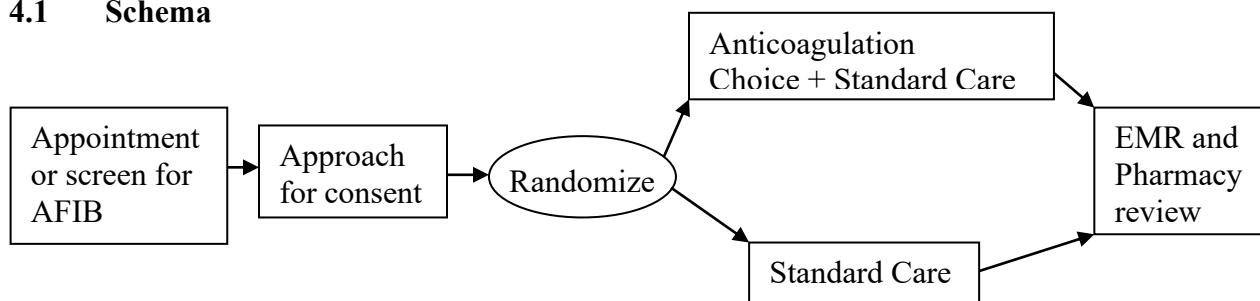 4.1 Schema
Anticoagulation
Choice + Standard Care
Appointment
or screen for
AFIB
Approach
for consent
Randomize
EMR and
Pharmacy
review
Standard Care